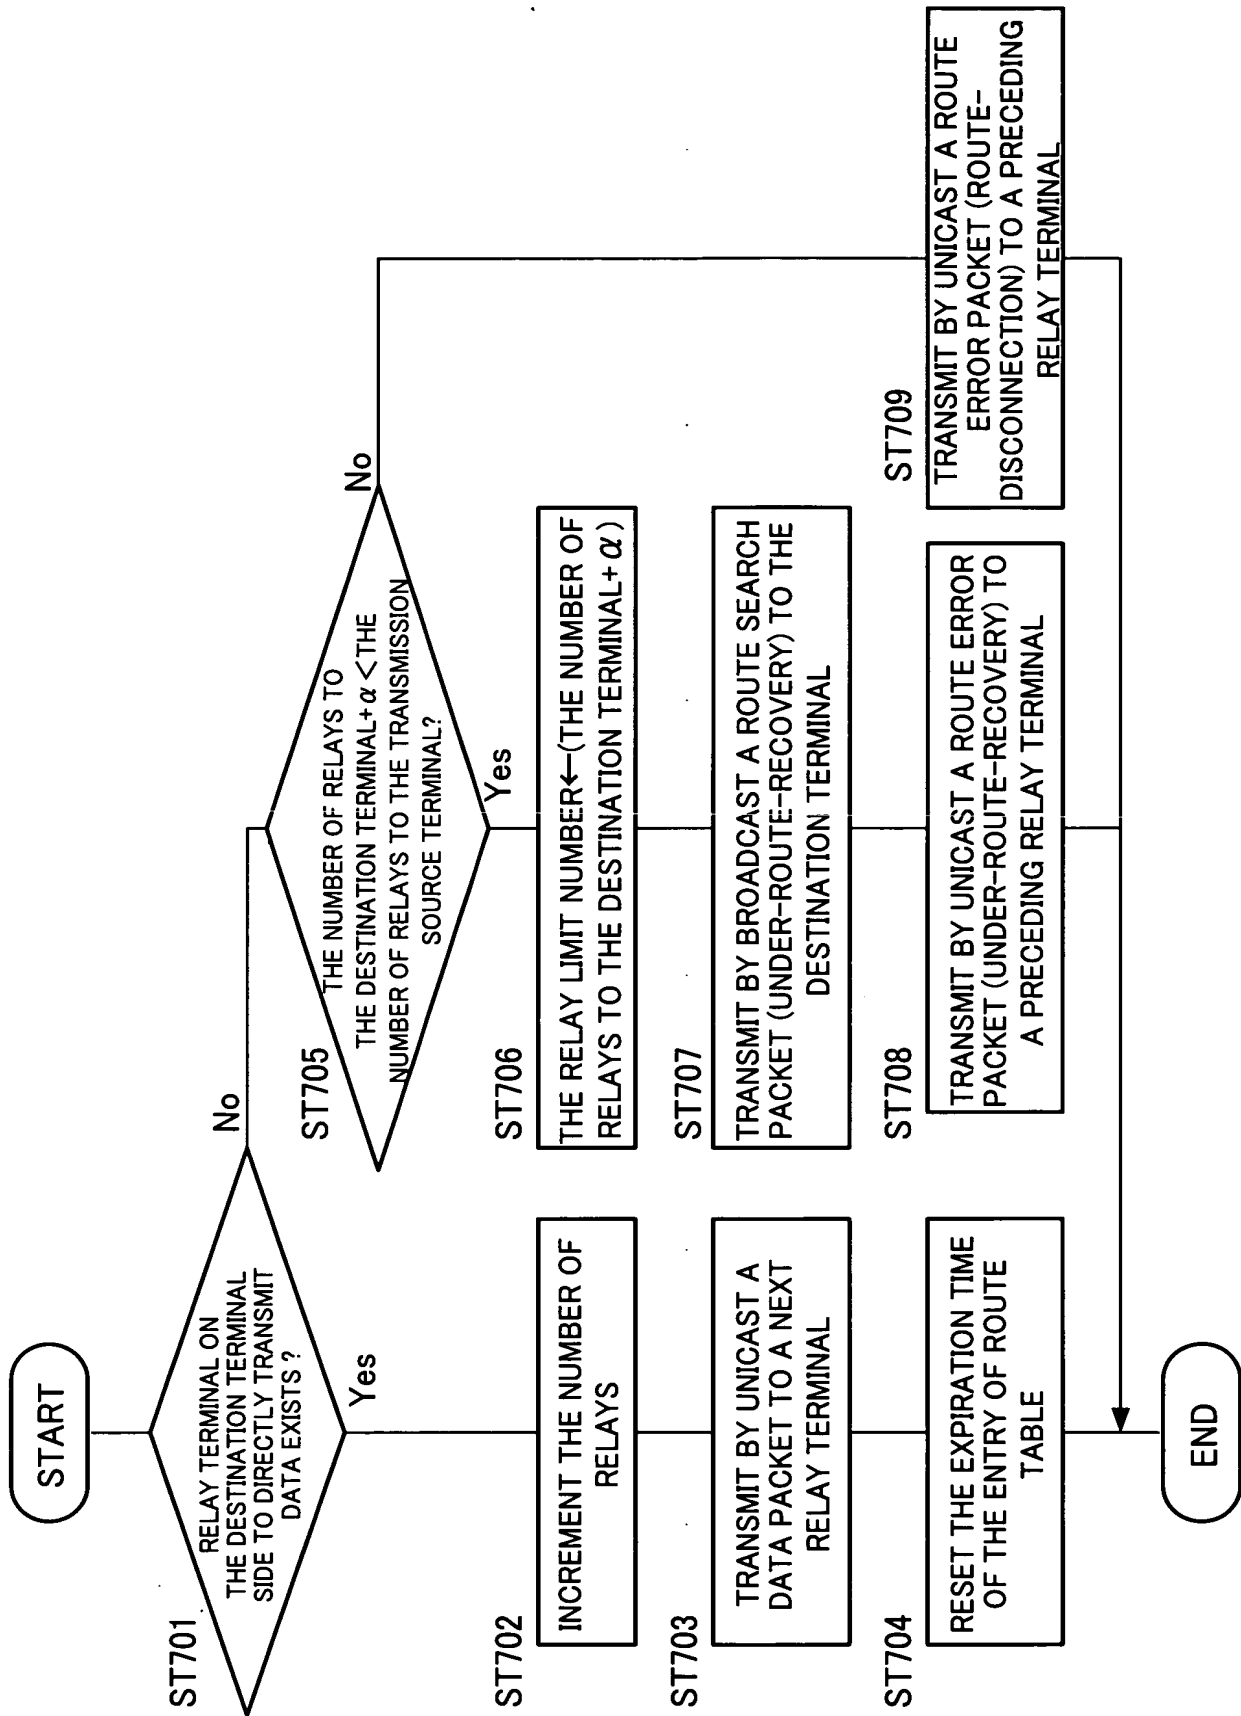 START
ST701
RELAY TERMINAL ON
THE DESTINATION TERMINAL
SIDE TO DIRECTLY TRANSMIT
DATA EXISTS ?
Yes
No
ST702
INCREMENT THE NUMBER OF
RELAYS
ST703
TRANSMIT BY UNICAST A
DATA PACKET TO A NEXT
RELAY TERMINAL
ST704
RESET THE EXPIRATION TIME
OF THE ENTRY OF ROUTE
TABLE
ST705
THE NUMBER OF RELAYS TO
THE DESTINATION TERMINAL+α<THE
NUMBER OF RELAYS TO THE TRANSMISSION
SOURCE TERMINAL?
Yes
No
ST706
THE RELAY LIMIT NUMBER←(THE NUMBER OF
RELAYS TO THE DESTINATION TERMINAL+α)
ST707
TRANSMIT BY BROADCAST A ROUTE SEARCH
PACKET (UNDER-ROUTE-RECOVERY) TO THE
DESTINATION TERMINAL
ST708
TRANSMIT BY UNICAST A ROUTE ERROR
PACKET (UNDER-ROUTE-RECOVERY) TO
A PRECEDING RELAY TERMINAL
ST709
TRANSMIT BY UNICAST A ROUTE
ERROR PACKET (ROUTE-
DISCONNECTION) TO A PRECEDING
RELAY TERMINAL
END